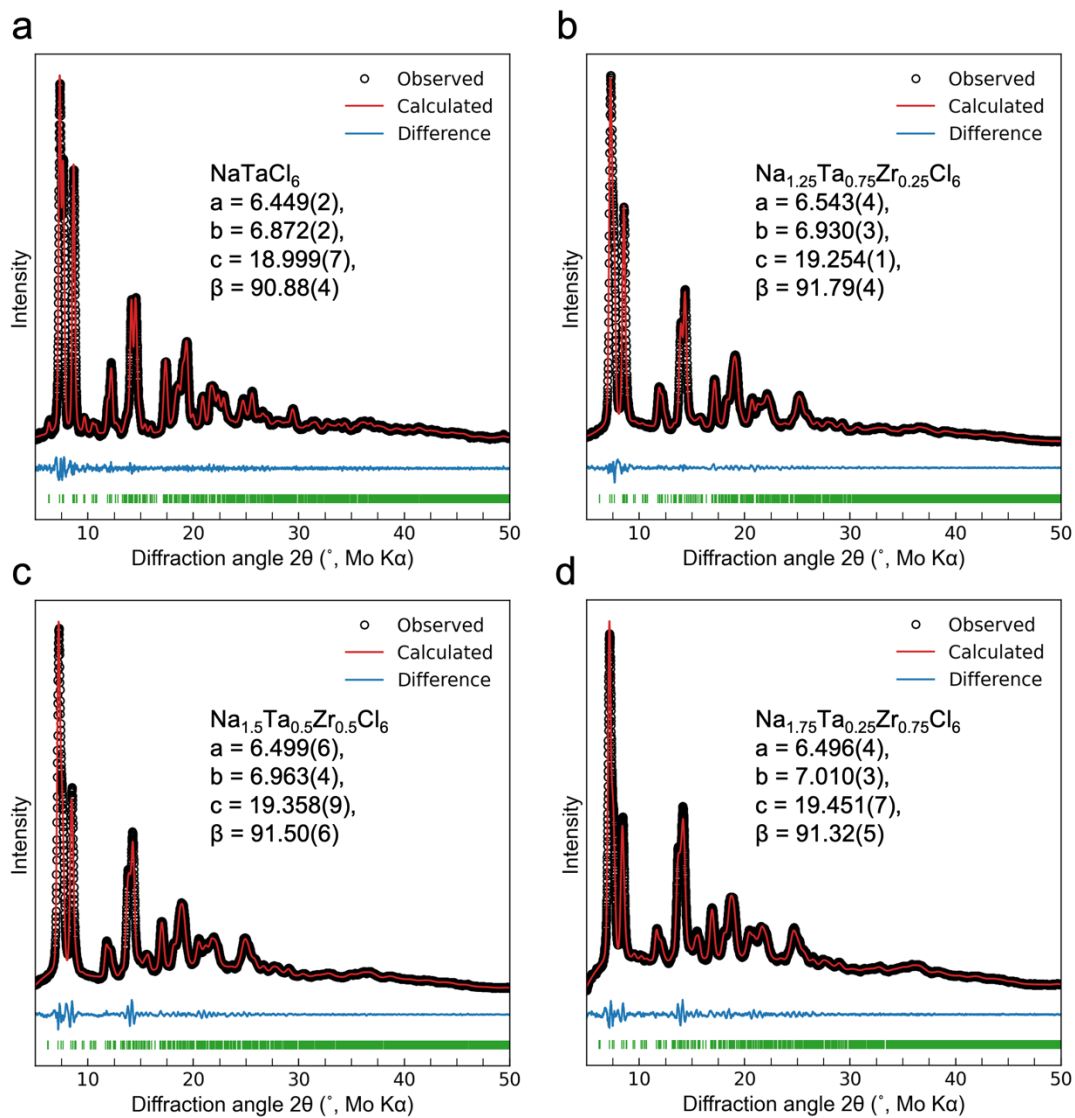 a
Observed
Calculated
Difference
NaTaCl₆
a = 6.449(2),
b = 6.872(2),
c = 18.999(7),
β = 90.88(4)
Intensity
10 20 30 40 50
Diffraction angle 2θ (˚, Mo Kα)
b
Observed
Calculated
Difference
Na₁.₂₅Ta₀.₇₅Zr₀.₂₅Cl₆
a = 6.543(4),
b = 6.930(3),
c = 19.254(1),
β = 91.79(4)
Intensity
10 20 30 40 50
Diffraction angle 2θ (˚, Mo Kα)
c
Observed
Calculated
Difference
Na₁.₅Ta₀.₅Zr₀.₅Cl₆
a = 6.499(6),
b = 6.963(4),
c = 19.358(9),
β = 91.50(6)
Intensity
10 20 30 40 50
Diffraction angle 2θ (˚, Mo Kα)
d
Observed
Calculated
Difference
Na₁.₇₅Ta₀.₂₅Zr₀.₇₅Cl₆
a = 6.496(4),
b = 7.010(3),
c = 19.451(7),
β = 91.32(5)
Intensity
10 20 30 40 50
Diffraction angle 2θ (˚, Mo Kα)